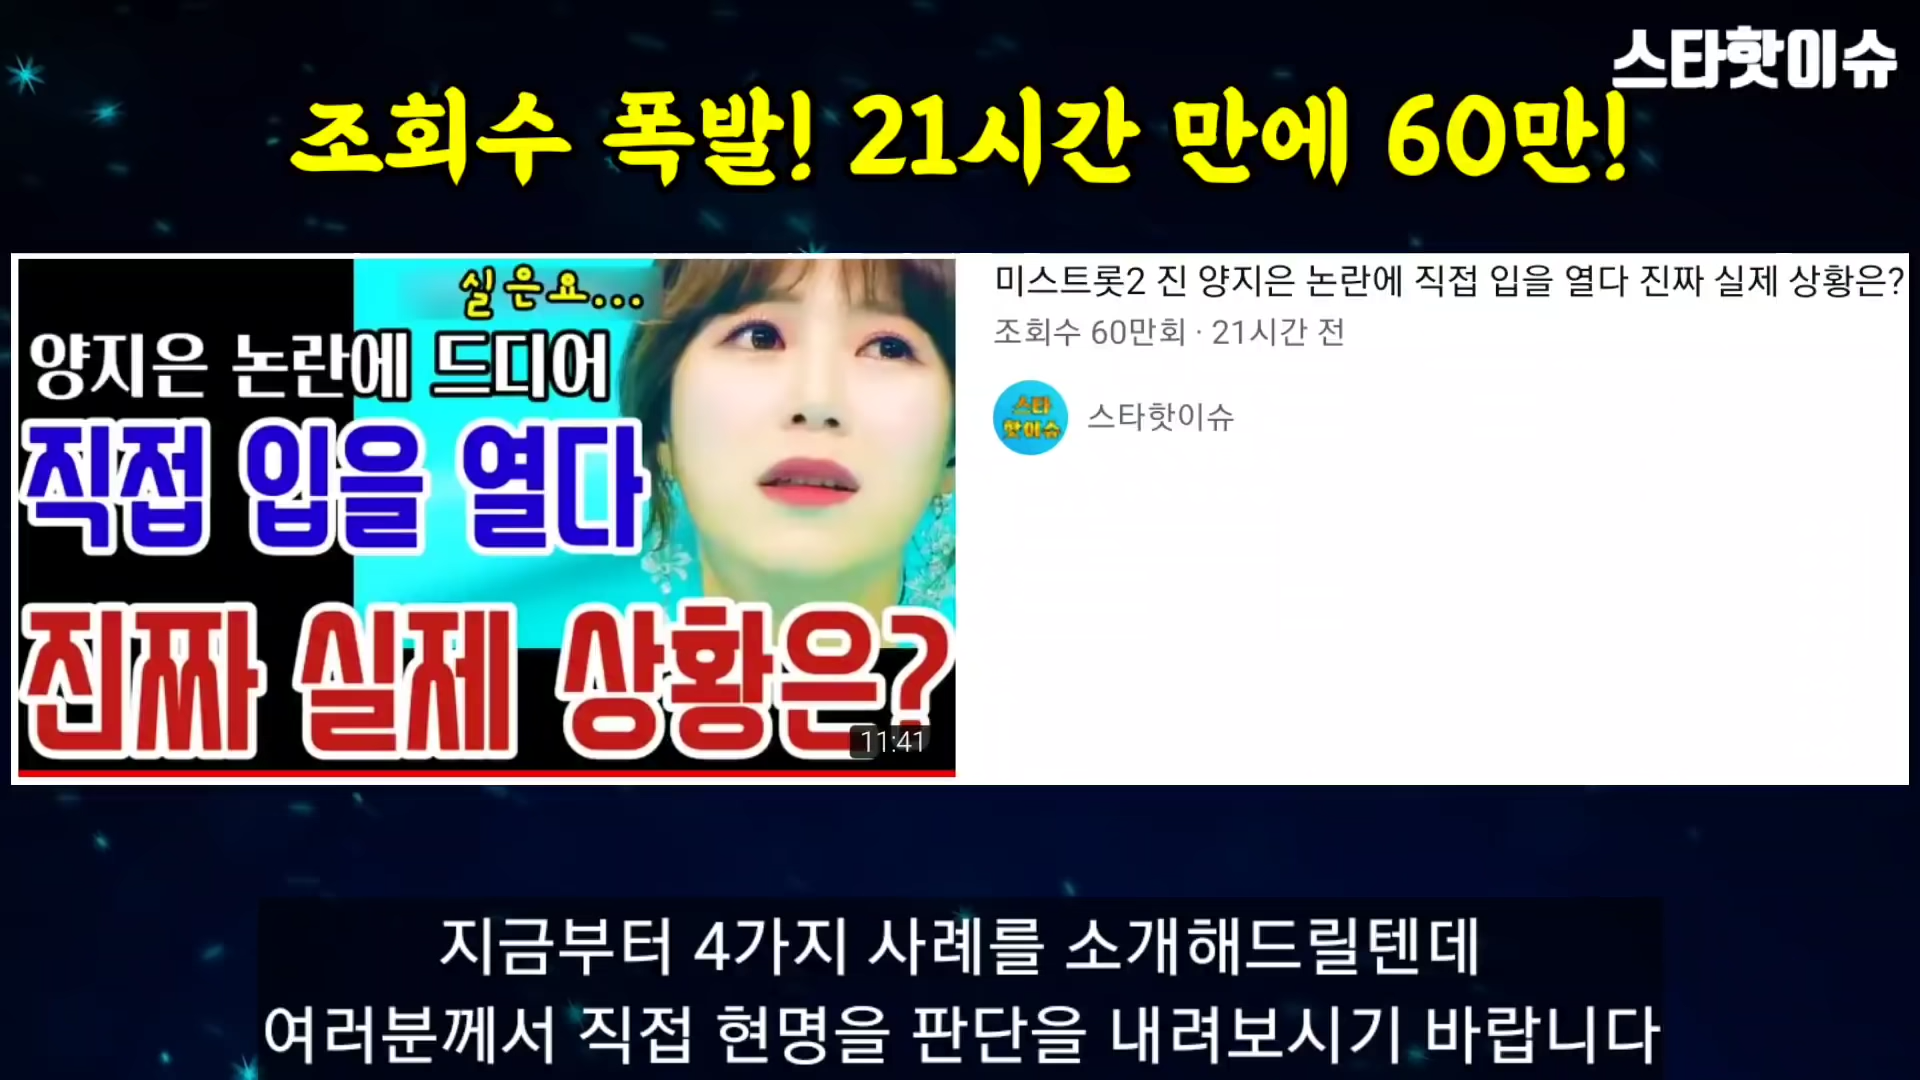 스타핫이슈
조회수 폭발! 21시간 만에 60만!
실은요...
양지은 논란에 드디어
직접 입을 열다
진짜 실제 상황은?
11:41
미스트롯2 진 양지은 논란에 직접 입을 열다 진짜 실제 상황은?
조회수 60만회 · 21시간 전
스타
핫이슈
스타핫이슈
지금부터 4가지 사례를 소개해드릴텐데
여러분께서 직접 현명을 판단을 내려보시기 바랍니다